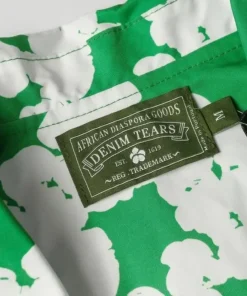 AFRICAN DIASPORA GOODS
DENIM TEARS
EST. 1619
REG. TRADEMARK
M